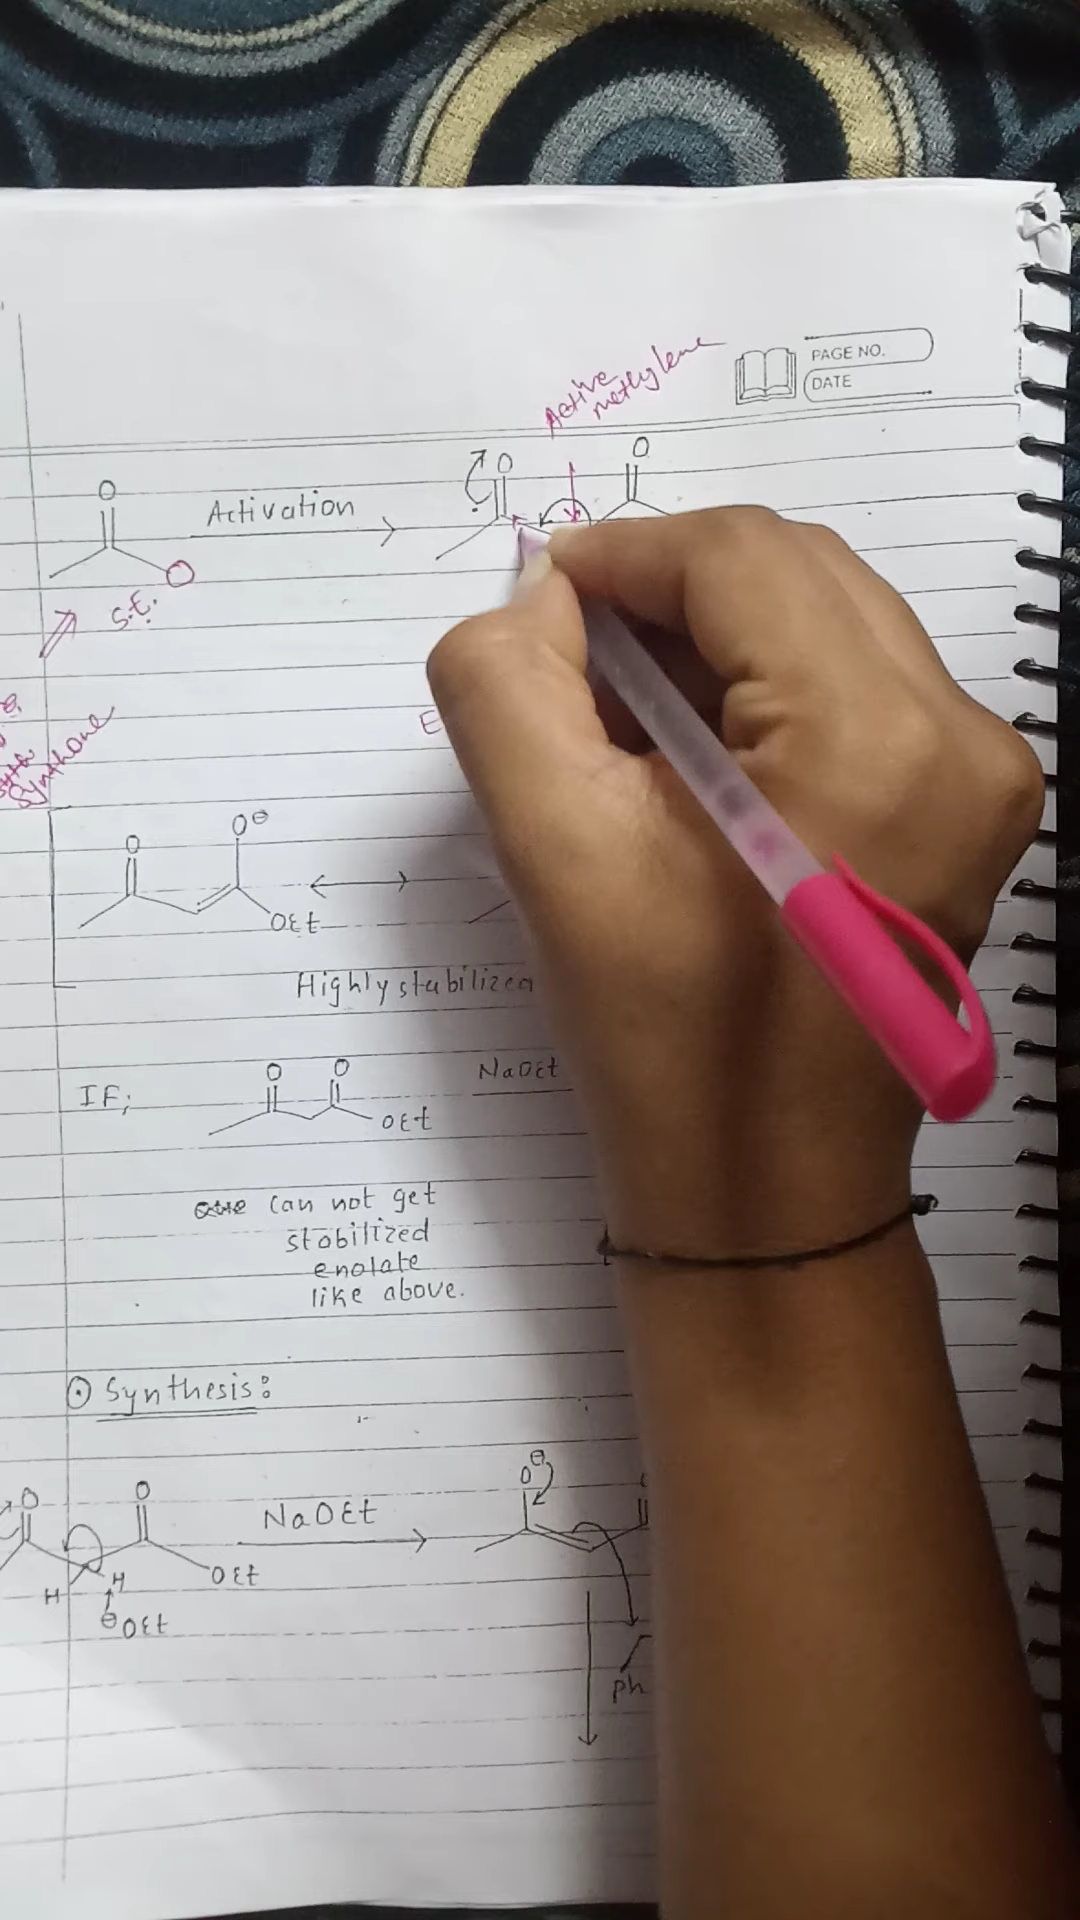 PAGE NO.
DATE
Active
methylene
O
O
O
Activation
S.E.
Synthone
E
O
O⊖
OEt
Highly stabilized
IF;
O
O
OEt
NaOEt
can not get
stobilized
enolate
like above.
⊙ Synthesis:
O
O
NaOEt
O⊖
H
H
OEt
⊖OEt
ph